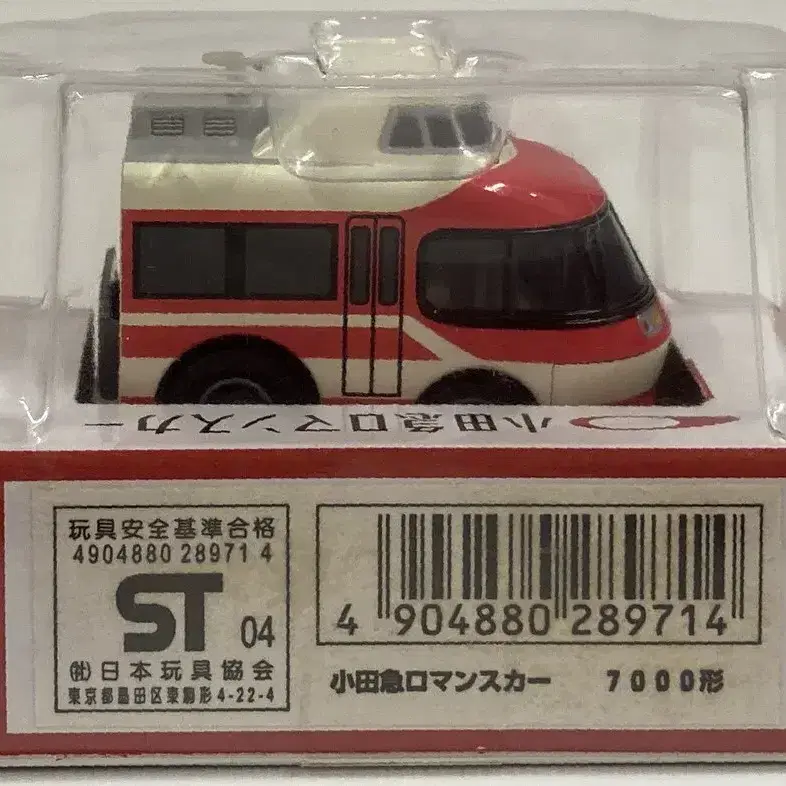 小田急ロマンスカー
玩具安全基準合格
4904880 28971 4
ST 04
(社)日本玩具協会
東京都墨田区東駒形4-22-4
4 904880 289714
小田急ロマンスカー 7000形